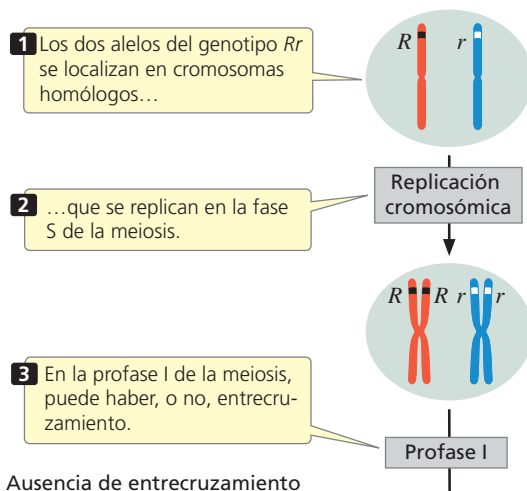 1 Los dos alelos del genotipo Rr
se localizan en cromosomas
homólogos…
R r
Replicación
cromosómica
2 …que se replican en la fase
S de la meiosis.
R R r r
3 En la profase I de la meiosis,
puede haber, o no, entrecru-
zamiento.
Profase I
Ausencia de entrecruzamiento